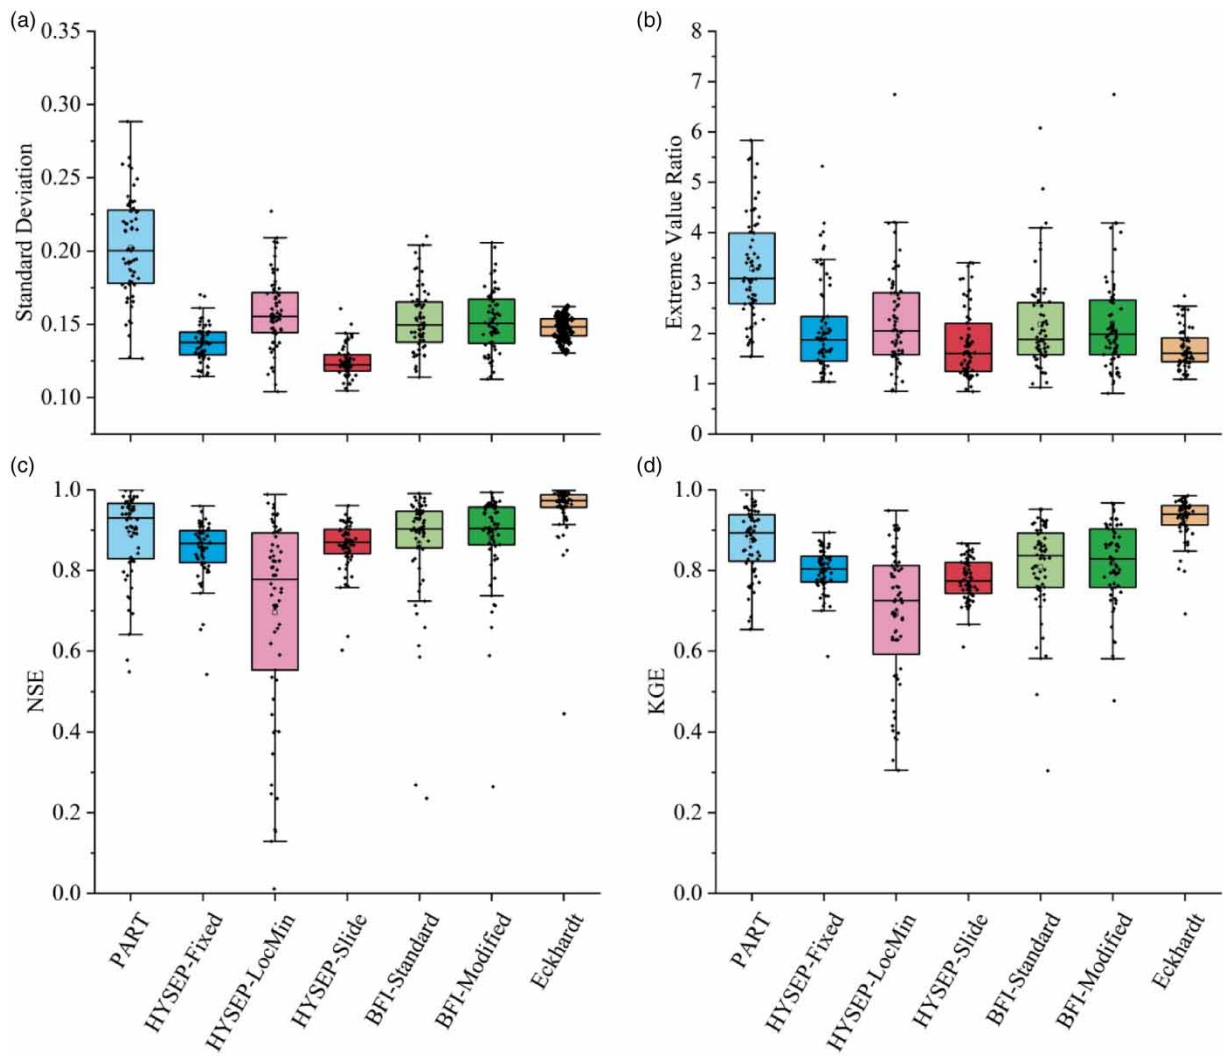 (a)
0.35
0.30
0.25
0.20
0.15
0.10
Standard Deviation
(b)
8
7
6
5
4
3
2
1
0
Extreme Value Ratio
(c)
1.0
0.8
0.6
0.4
0.2
0.0
NSE
PART
HYSEP-Fixed
HYSEP-LocMin
HYSEP-Slide
BFI-Standard
BFI-Modified
Eckhardt
(d)
1.0
0.8
0.6
0.4
0.2
0.0
KGE
PART
HYSEP-Fixed
HYSEP-LocMin
HYSEP-Slide
BFI-Standard
BFI-Modified
Eckhardt